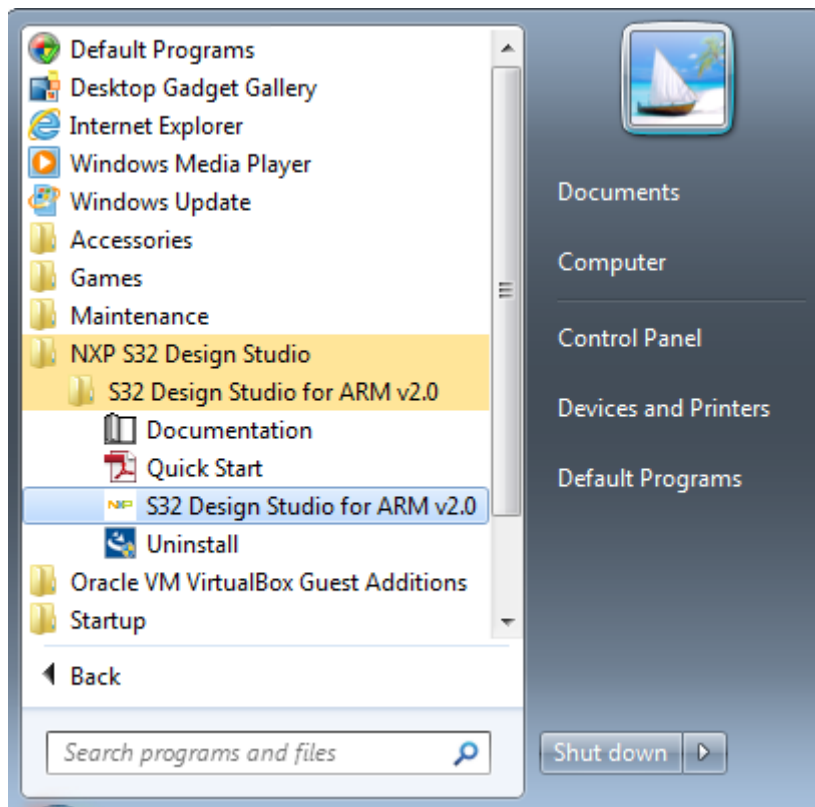 Default Programs
Desktop Gadget Gallery
Internet Explorer
Windows Media Player
Windows Update
Accessories
Games
Maintenance
NXP S32 Design Studio
S32 Design Studio for ARM v2.0
Documentation
Quick Start
NXP S32 Design Studio for ARM v2.0
Uninstall
Oracle VM VirtualBox Guest Additions
Startup
Back
Search programs and files
Documents
Computer
Control Panel
Devices and Printers
Default Programs
Shut down